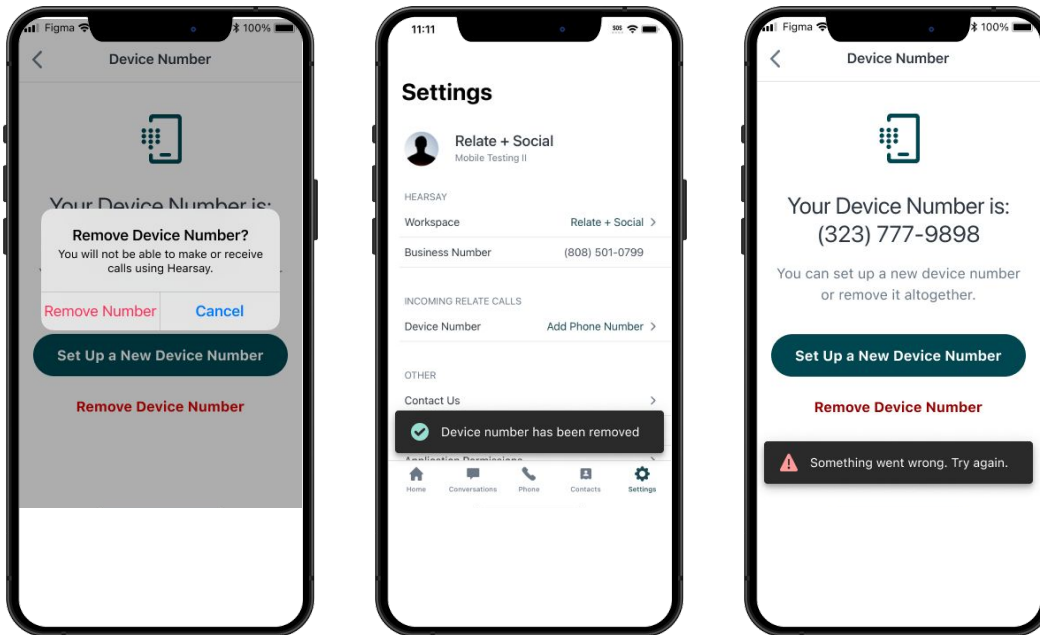 Figma
100%
Device Number
Your Device Number is:
Remove Device Number?
You will not be able to make or receive
calls using Hearsay.
Remove Number
Cancel
Set Up a New Device Number
Remove Device Number
11:11
SOS
Settings
Relate + Social
Mobile Testing II
HEARSAY
Workspace
Relate + Social
Business Number
(808) 501-0799
INCOMING RELATE CALLS
Device Number
Add Phone Number
OTHER
Contact Us
Device number has been removed
Application Permissions
Home
Conversations
Phone
Contacts
Settings
Figma
100%
Device Number
Your Device Number is:
(323) 777-9898
You can set up a new device number
or remove it altogether.
Set Up a New Device Number
Remove Device Number
Something went wrong. Try again.